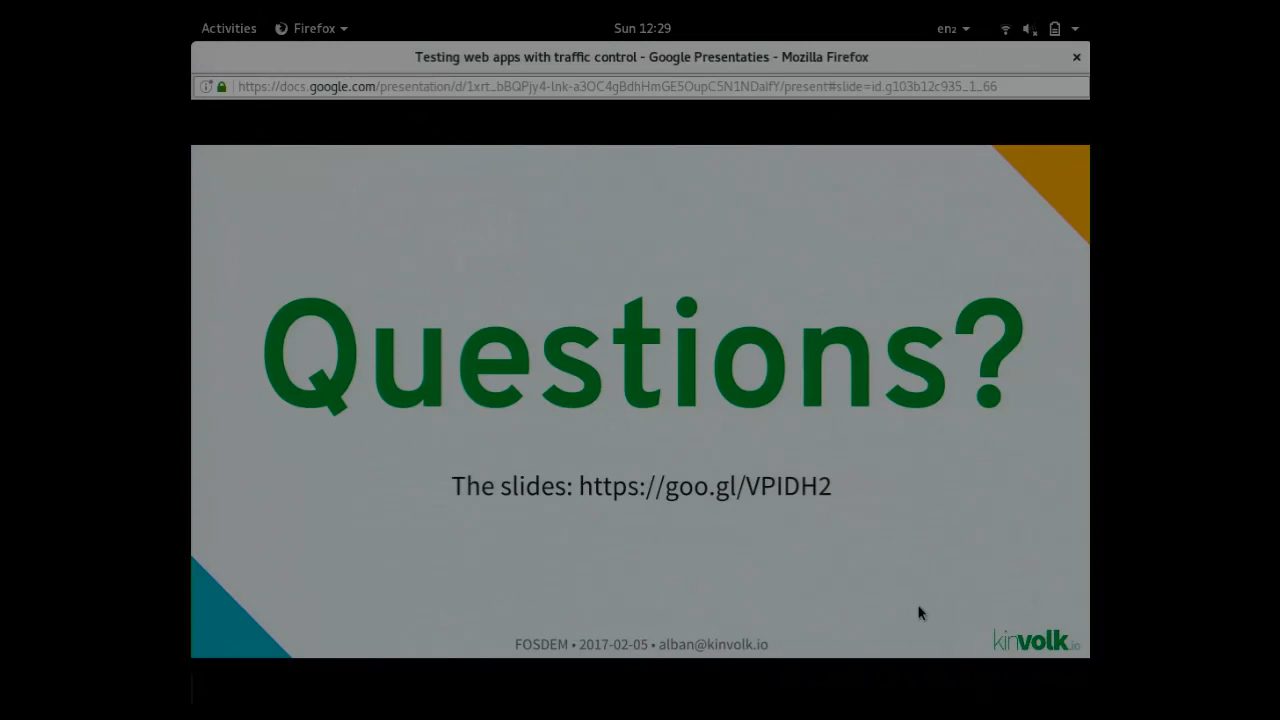 Activities Firefox Sun 12:29 en₂
Testing web apps with traffic control - Google Presentaties - Mozilla Firefox ×
https://docs.google.com/presentation/d/1xrt_bBQPjy4-lnk-a3OC4gBdhHmGE5OupC5N1NDaIfY/present#slide=id.g103b12c935_1_66
Questions?
The slides: https://goo.gl/VPIDH2
FOSDEM • 2017-02-05 • alban@kinvolk.io
kinvolk.io